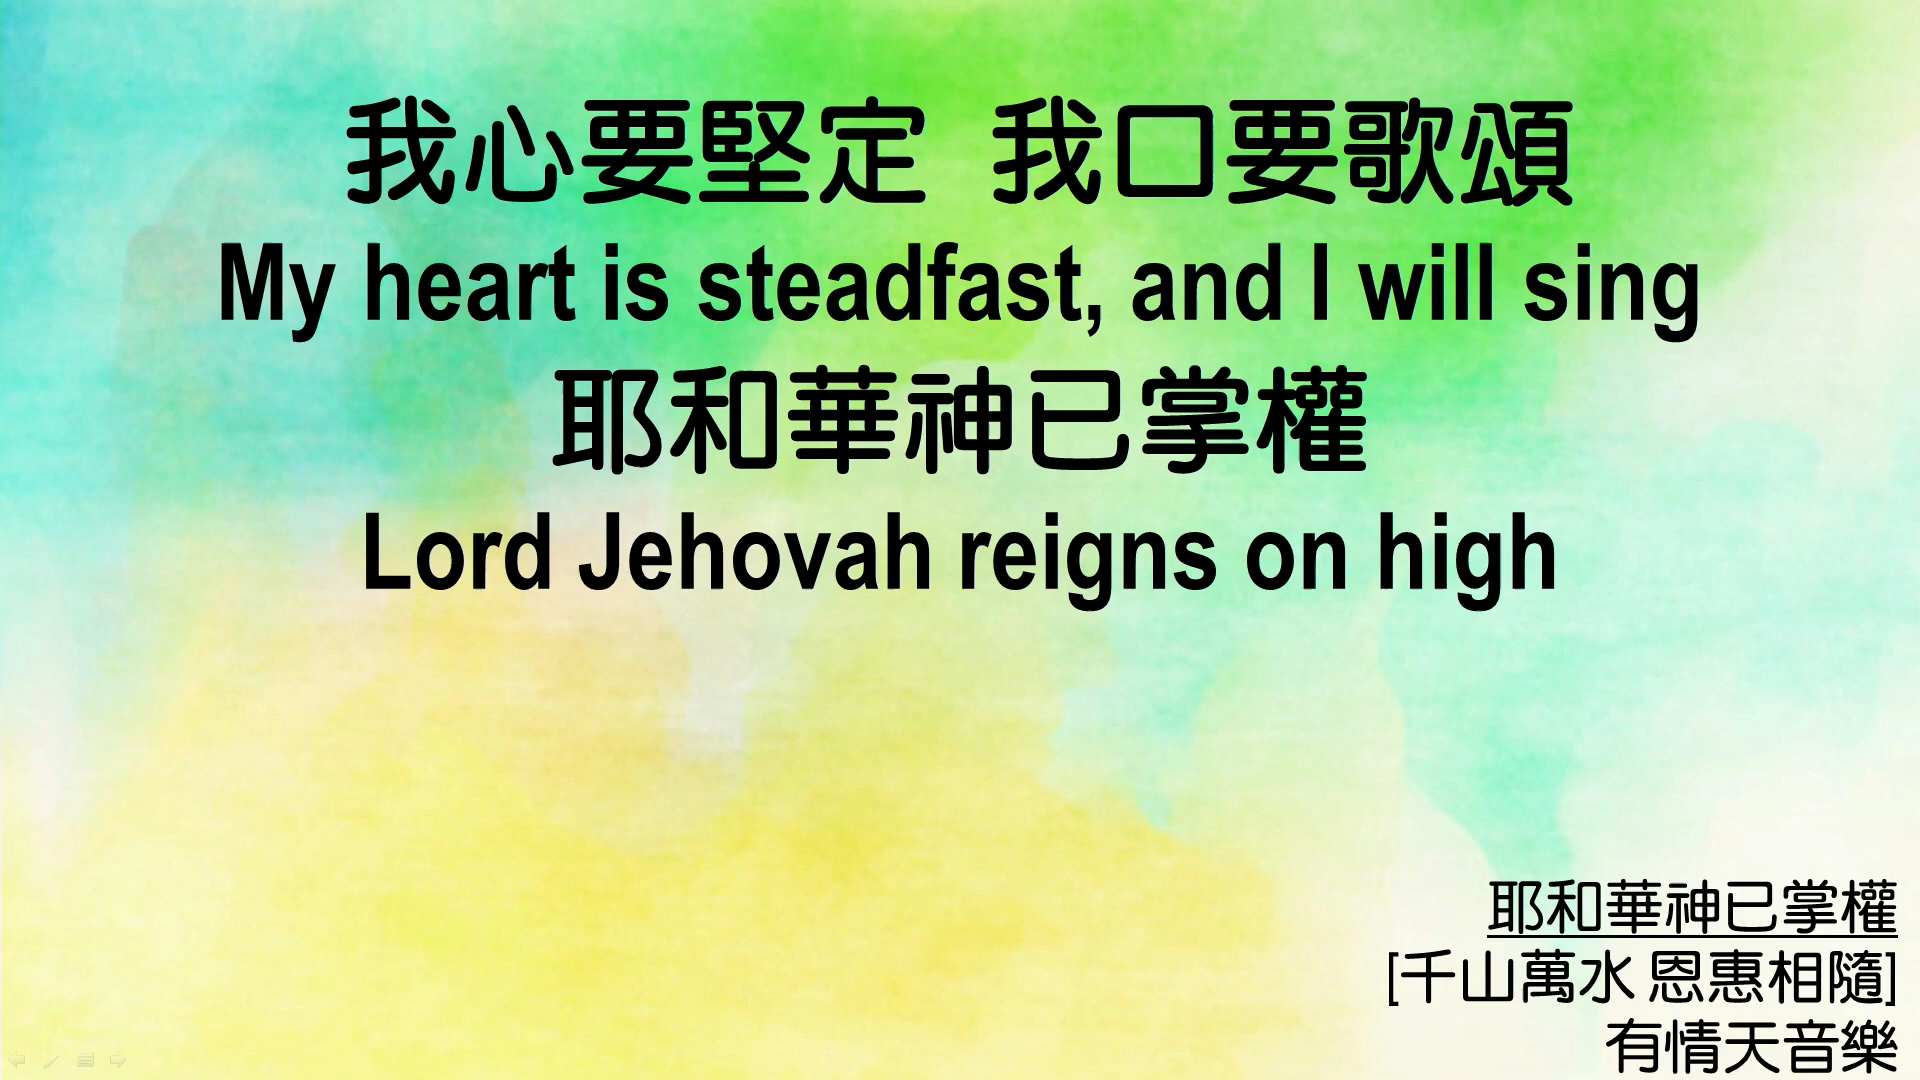 我心要堅定 我口要歌頌
My heart is steadfast, and I will sing
耶和華神已掌權
Lord Jehovah reigns on high
耶和華神已掌權
[千山萬水 恩惠相隨]
有情天音樂